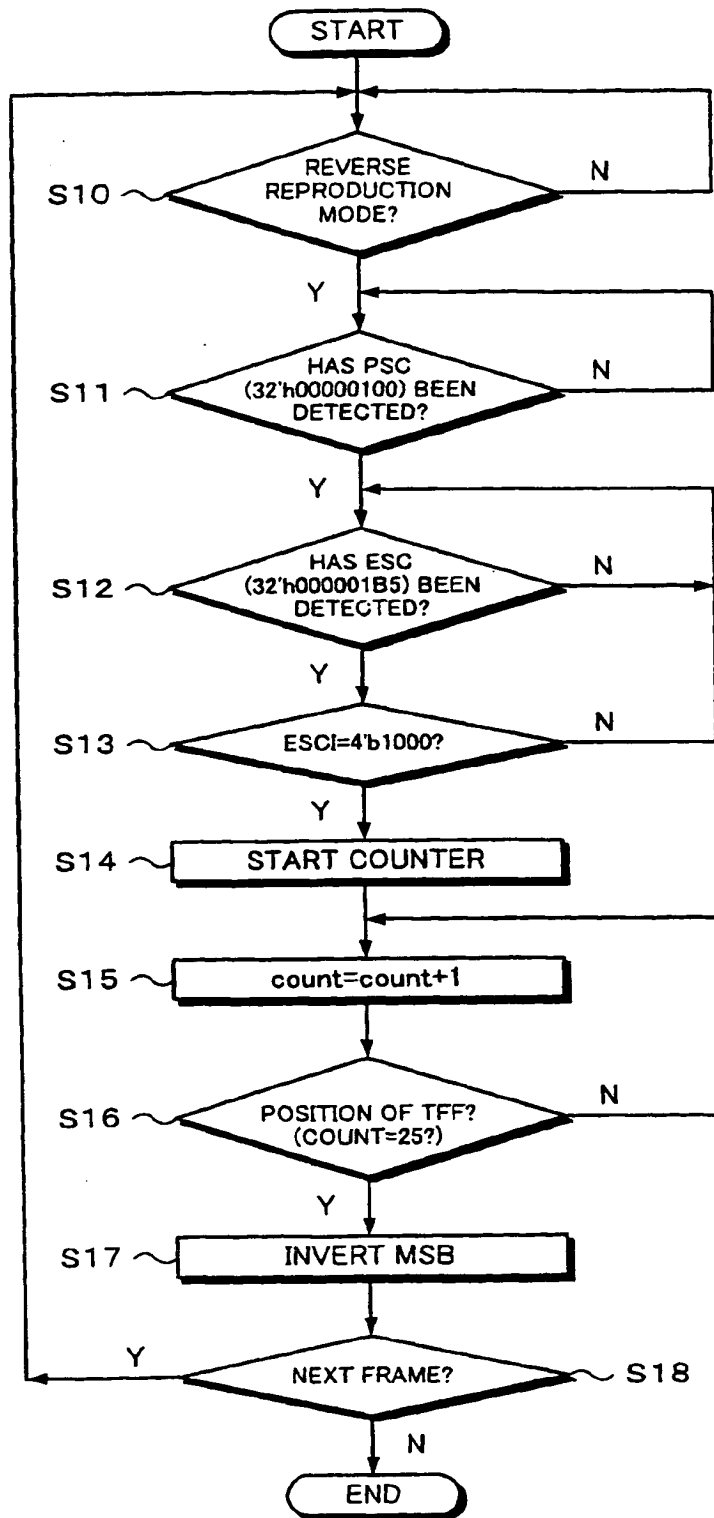 START
REVERSE
REPRODUCTION
MODE?
N
S10
Y
HAS PSC
(32'h00000100) BEEN
DETECTED?
N
S11
Y
HAS ESC
(32'h000001B5) BEEN
DETECTED?
N
S12
Y
ESCI=4'b1000?
N
S13
Y
S14
START COUNTER
S15
count=count+1
S16
POSITION OF TFF?
(COUNT=25?)
N
Y
S17
INVERT MSB
Y
NEXT FRAME?
S18
N
END